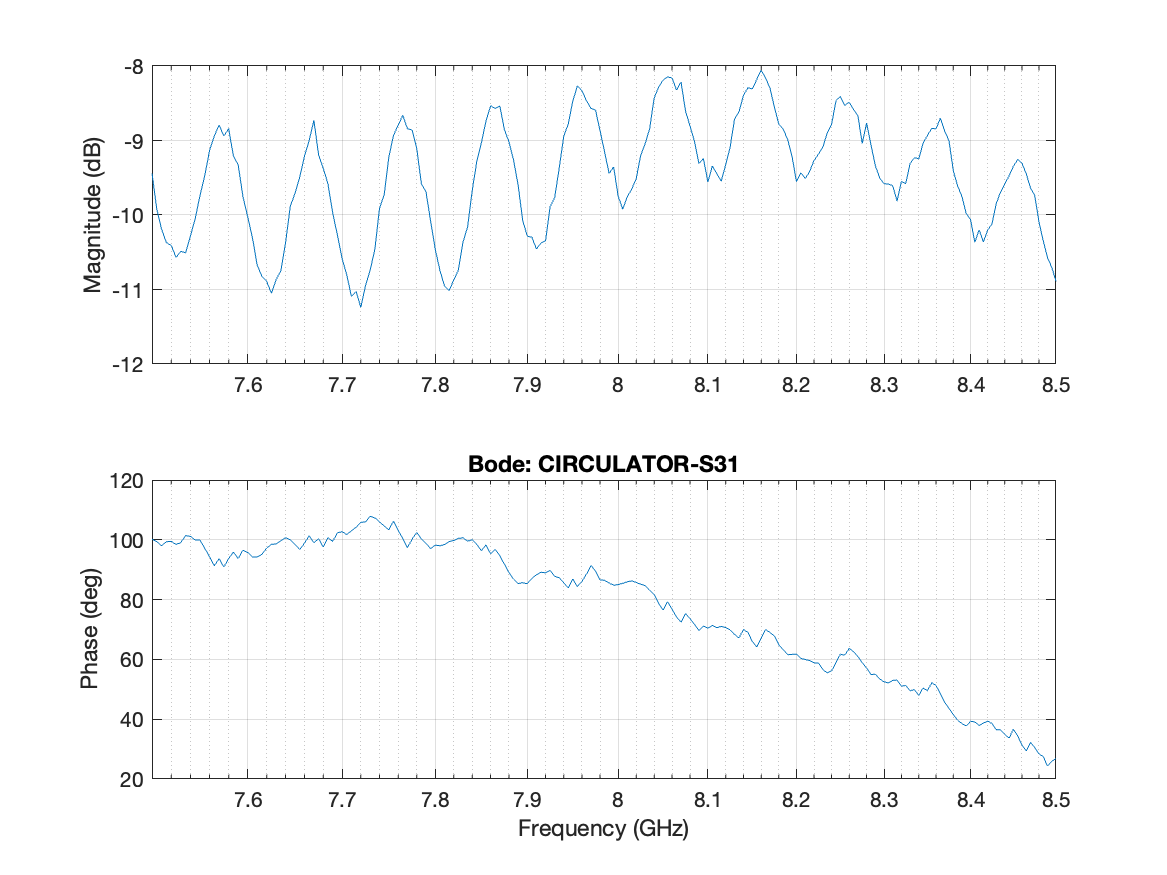 Magnitude (dB)
-8
-9
-10
-11
-12
7.6 7.7 7.8 7.9 8 8.1 8.2 8.3 8.4 8.5
Bode: CIRCULATOR-S31
Phase (deg)
120
100
80
60
40
20
7.6 7.7 7.8 7.9 8 8.1 8.2 8.3 8.4 8.5
Frequency (GHz)